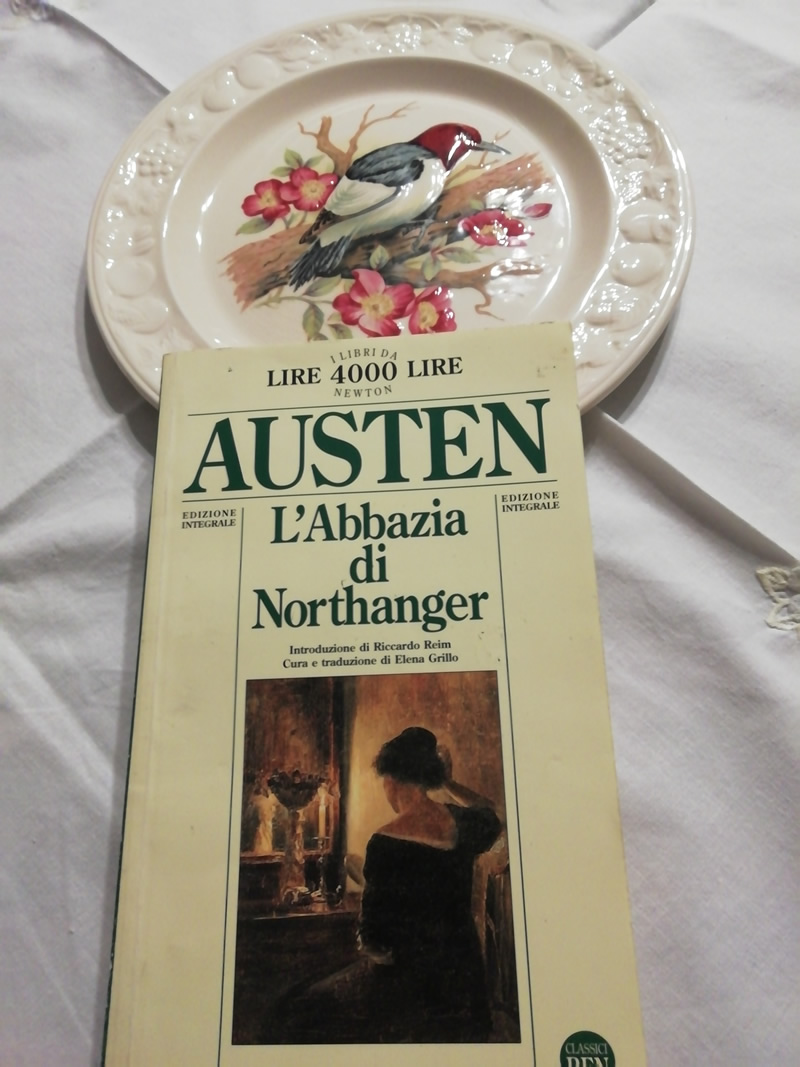 I LIBRI DA
LIRE 4000 LIRE
NEWTON
AUSTEN
EDIZIONE
INTEGRALE
L'Abbazia
di
Northanger
EDIZIONE
INTEGRALE
Introduzione di Riccardo Reim
Cura e traduzione di Elena Grillo
CLASSICI
BEN